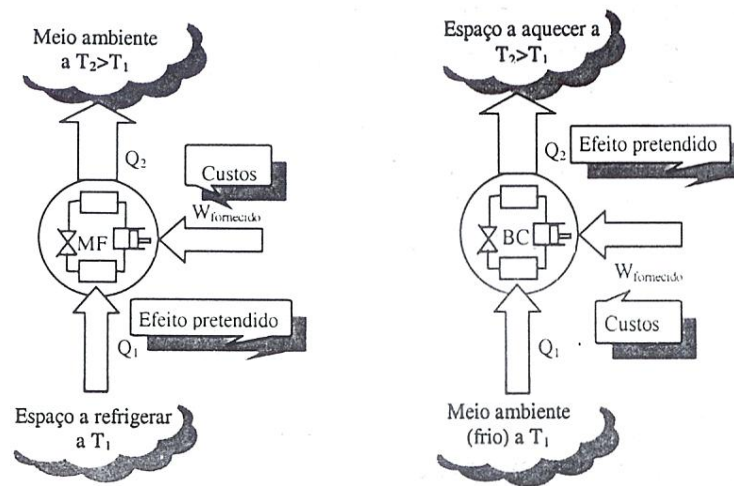 Meio ambiente
a T₂>T₁
Q₂
Custos
W_fornecido
MF
Efeito pretendido
Q₁
Espaço a refrigerar
a T₁
Espaço a aquecer a
T₂>T₁
Q₂
Efeito pretendido
BC
W_fornecido
Custos
Q₁
Meio ambiente
(frio) a T₁